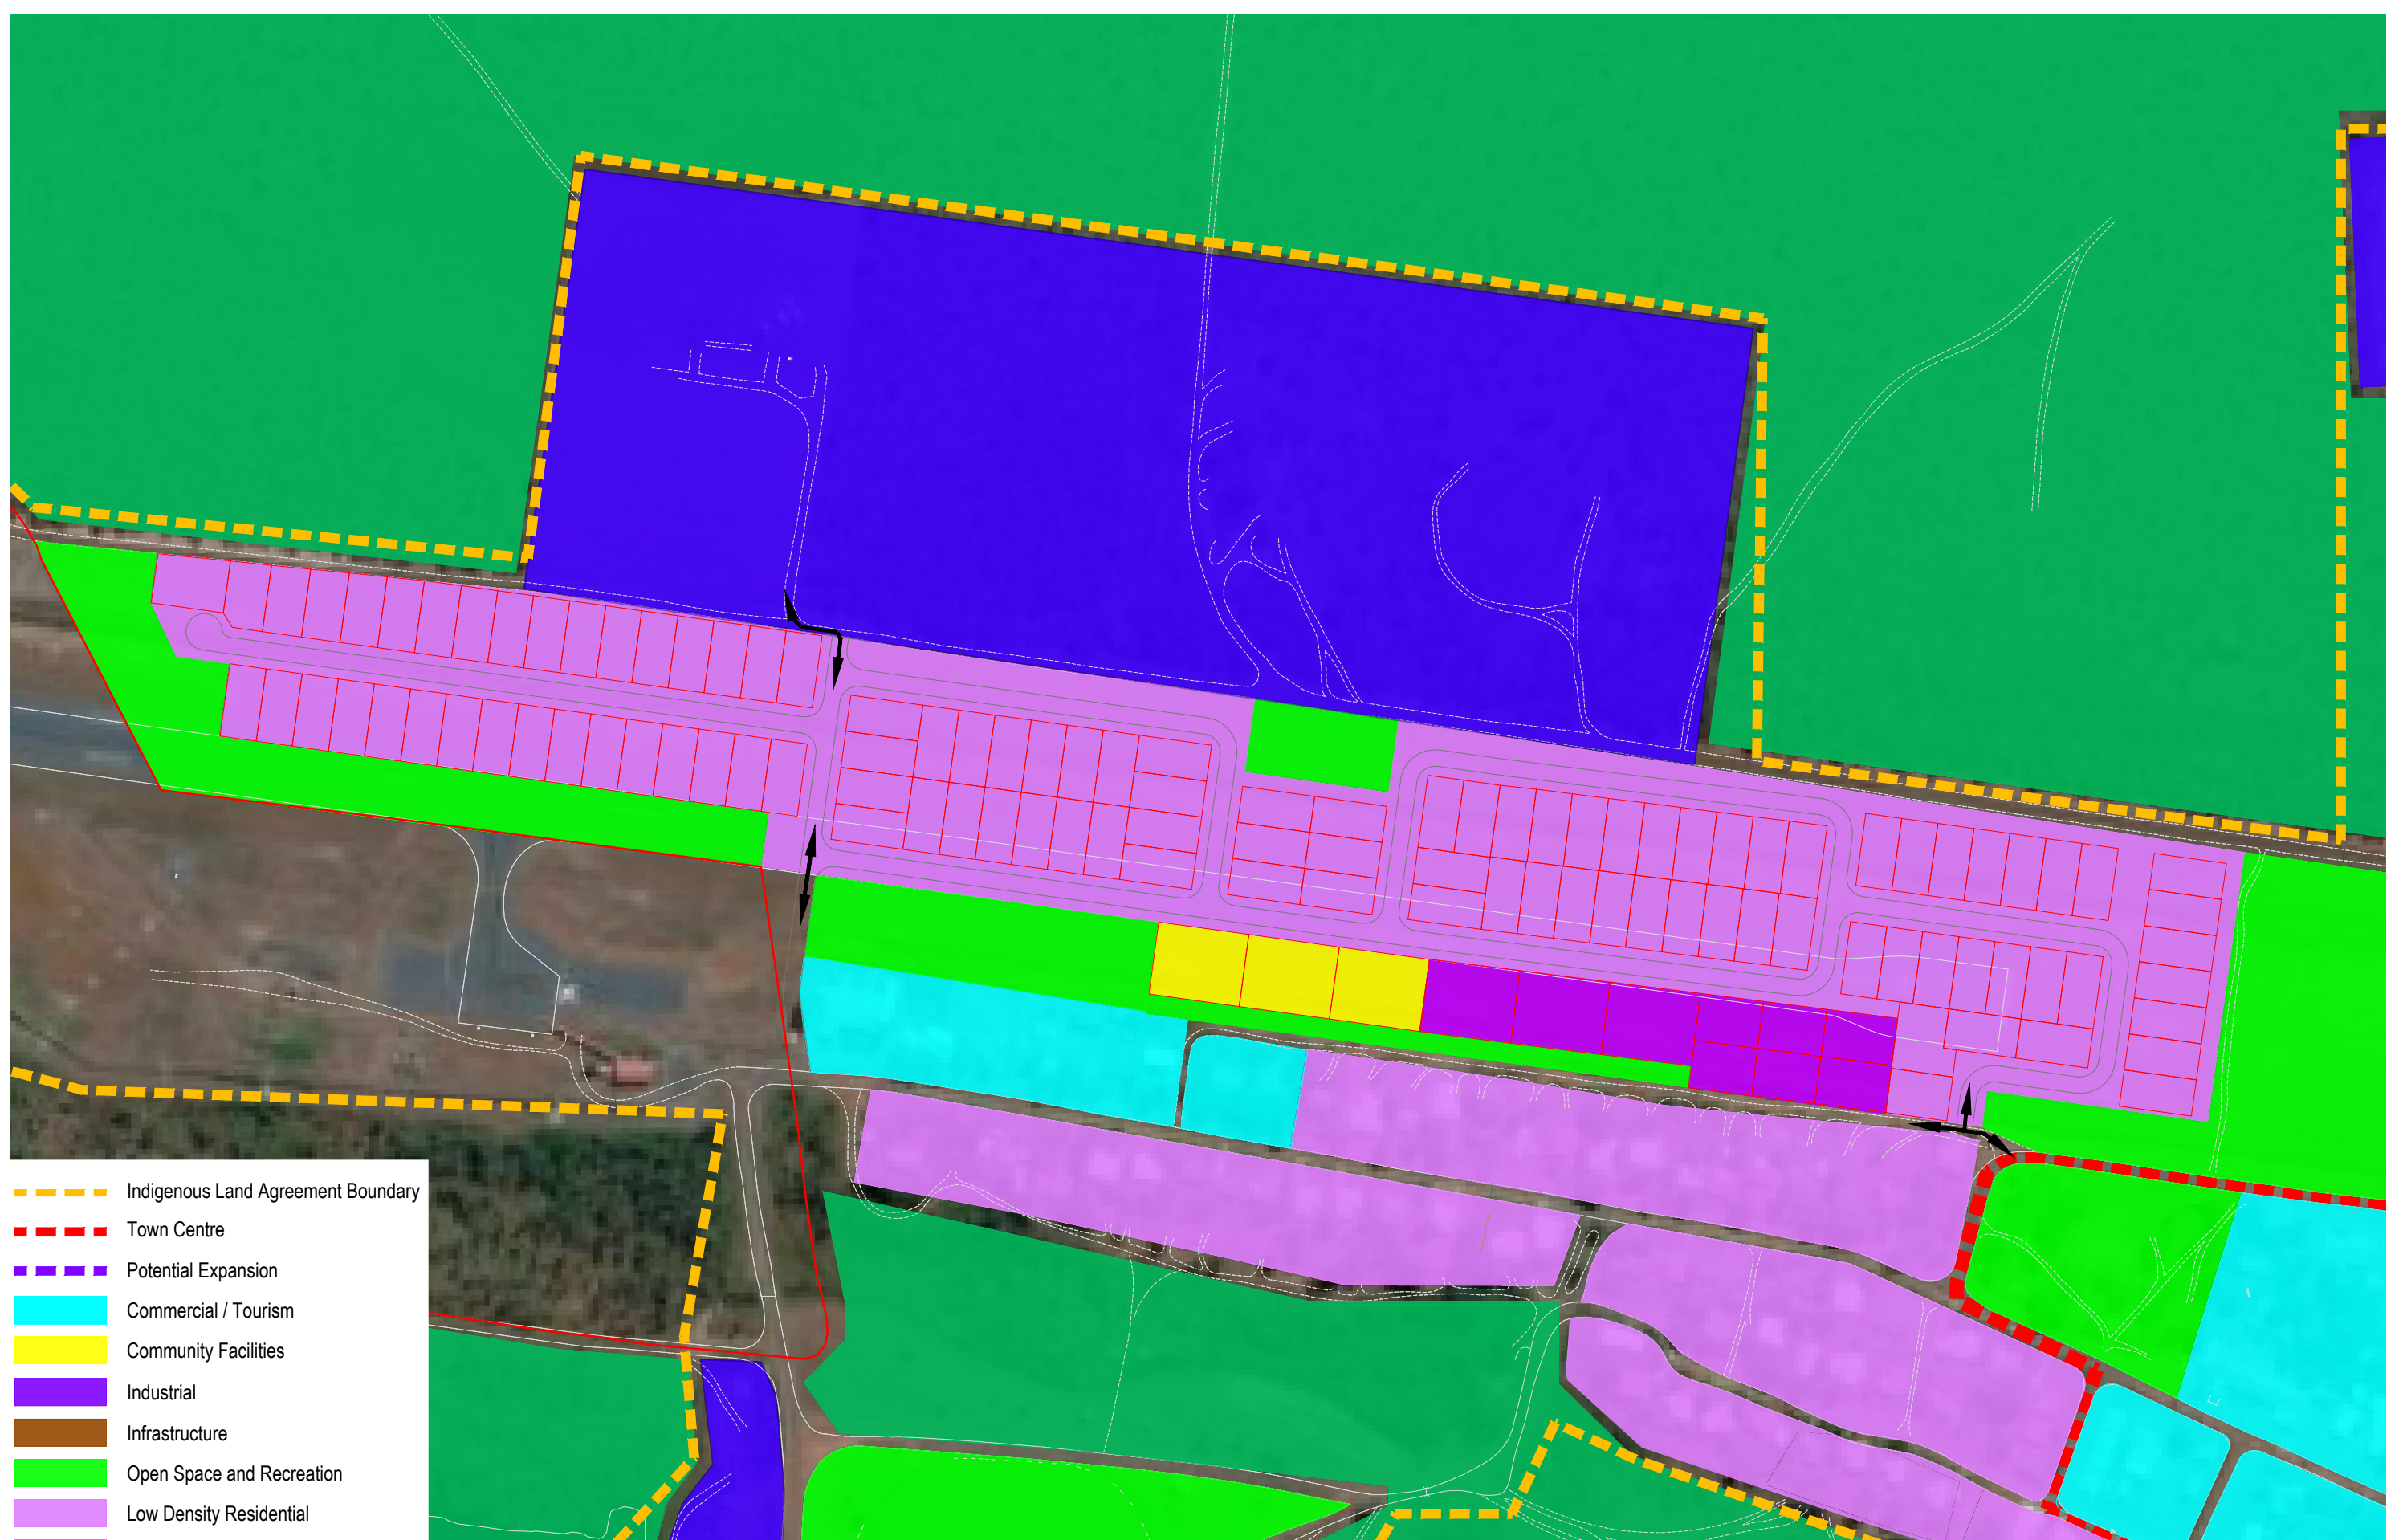 Indigenous Land Agreement Boundary
Town Centre
Potential Expansion
Commercial / Tourism
Community Facilities
Industrial
Infrastructure
Open Space and Recreation
Low Density Residential